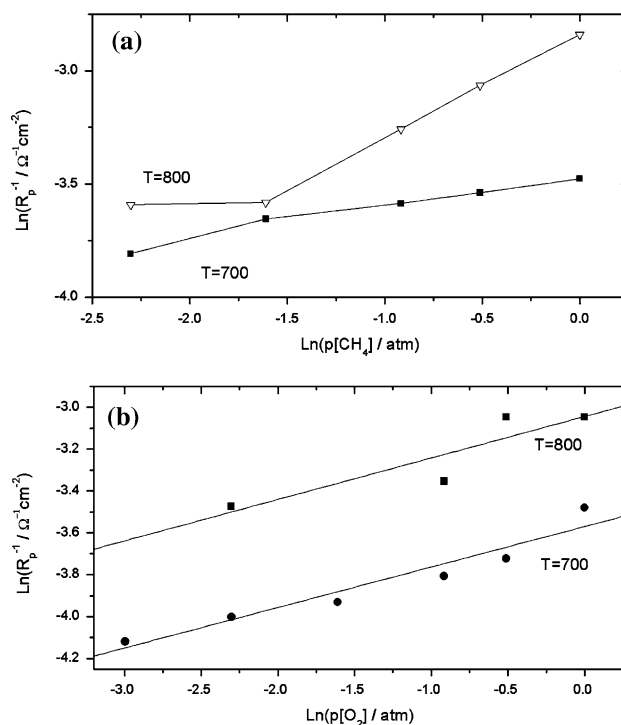 (a)
-3.0
-3.5
-4.0
Ln(Rₚ⁻¹ / Ω⁻¹cm⁻²)
T=800
T=700
-2.5 -2.0 -1.5 -1.0 -0.5 0.0
Ln(p[CH₄] / atm)
(b)
-3.0
-3.2
-3.4
-3.6
-3.8
-4.0
-4.2
Ln(Rₚ⁻¹ / Ω⁻¹cm⁻²)
T=800
T=700
-3.0 -2.5 -2.0 -1.5 -1.0 -0.5 0.0
Ln(p[O₂] / atm)